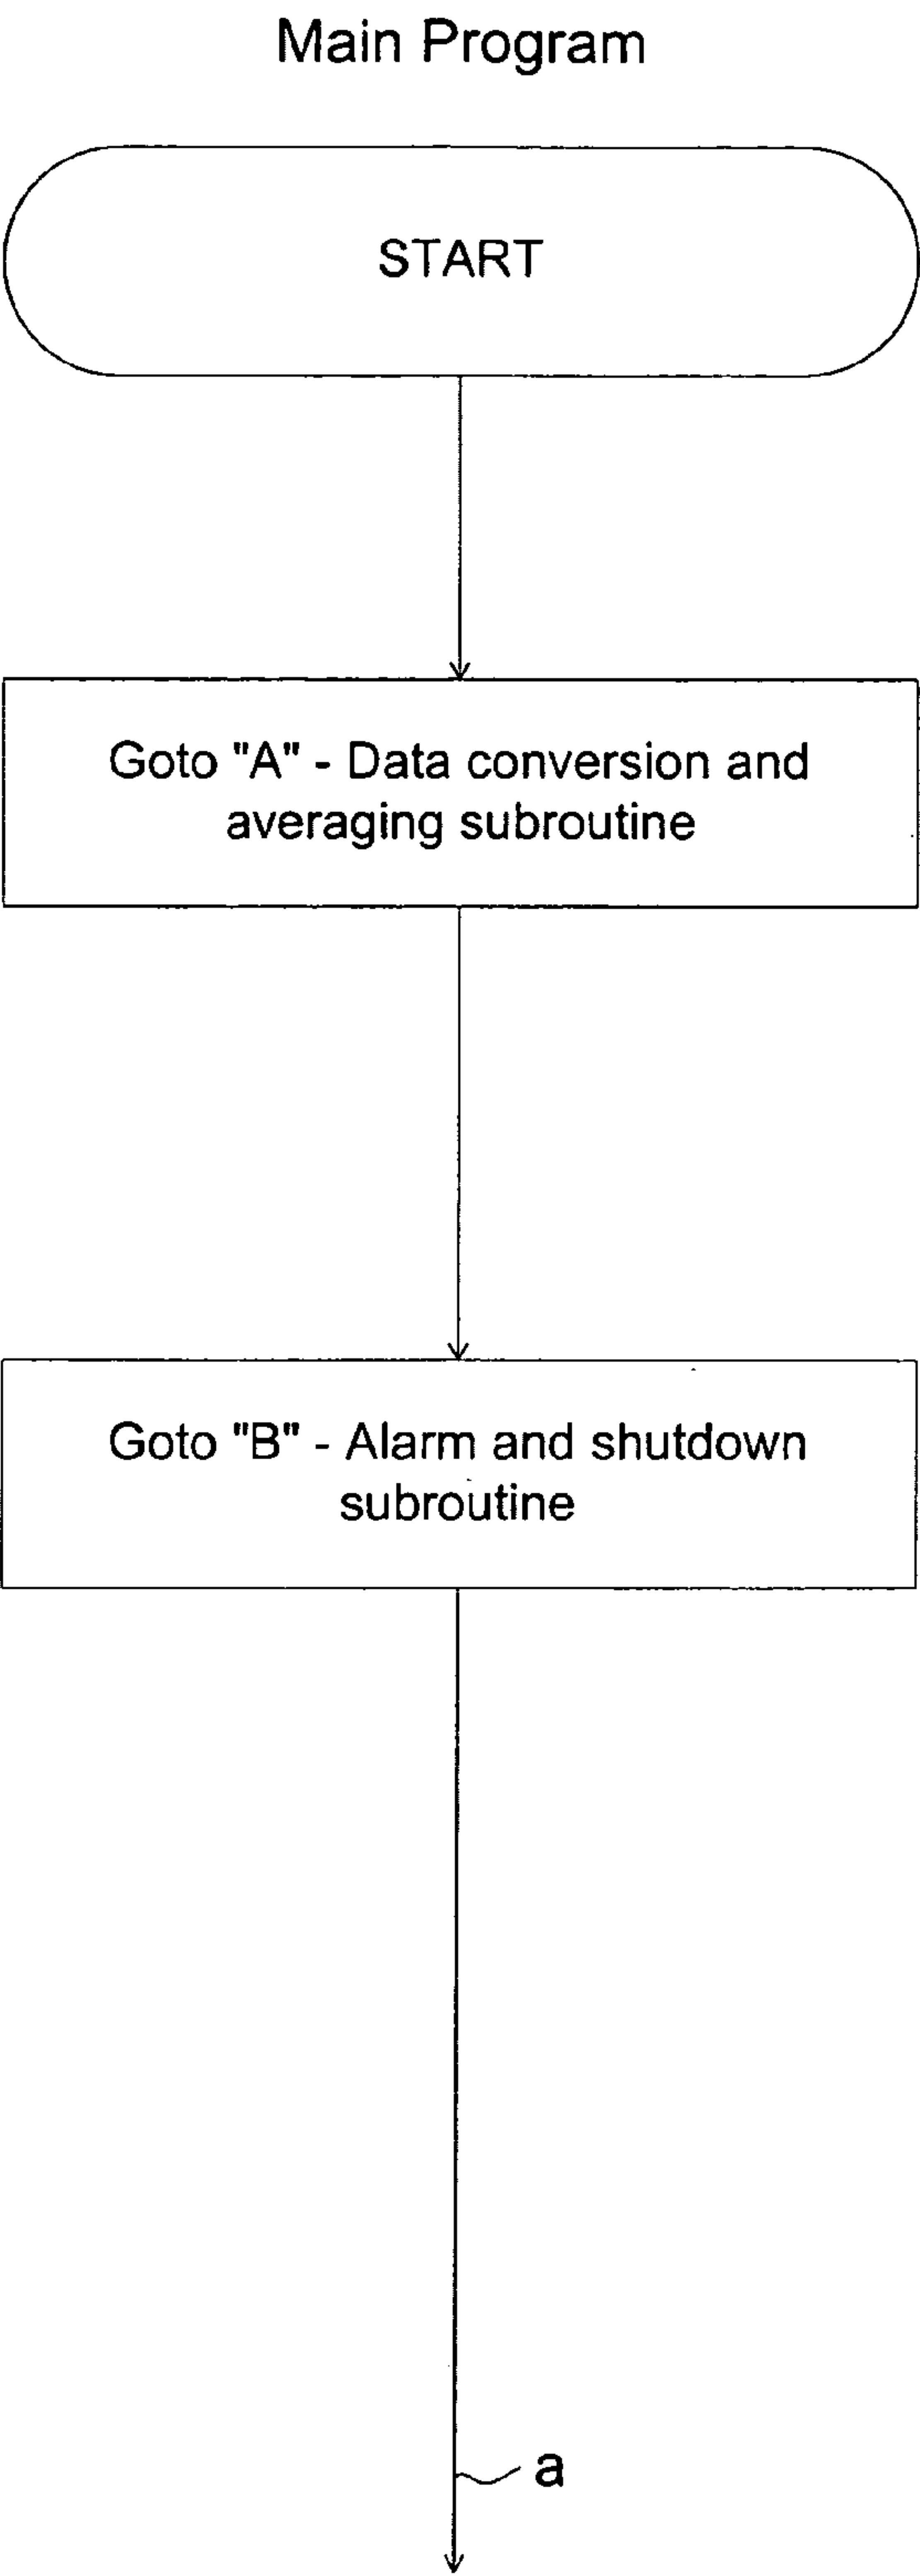 Main Program
START
Goto "A" - Data conversion and
averaging subroutine
Goto "B" - Alarm and shutdown
subroutine
a